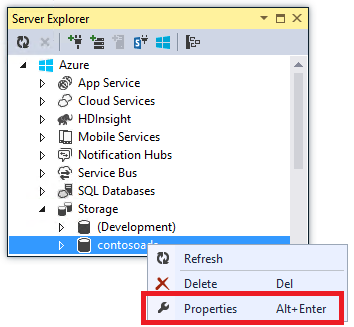 Server Explorer
Azure
App Service
Cloud Services
HDInsight
Mobile Services
Notification Hubs
Service Bus
SQL Databases
Storage
(Development)
Refresh
Delete Del
Properties Alt+Enter